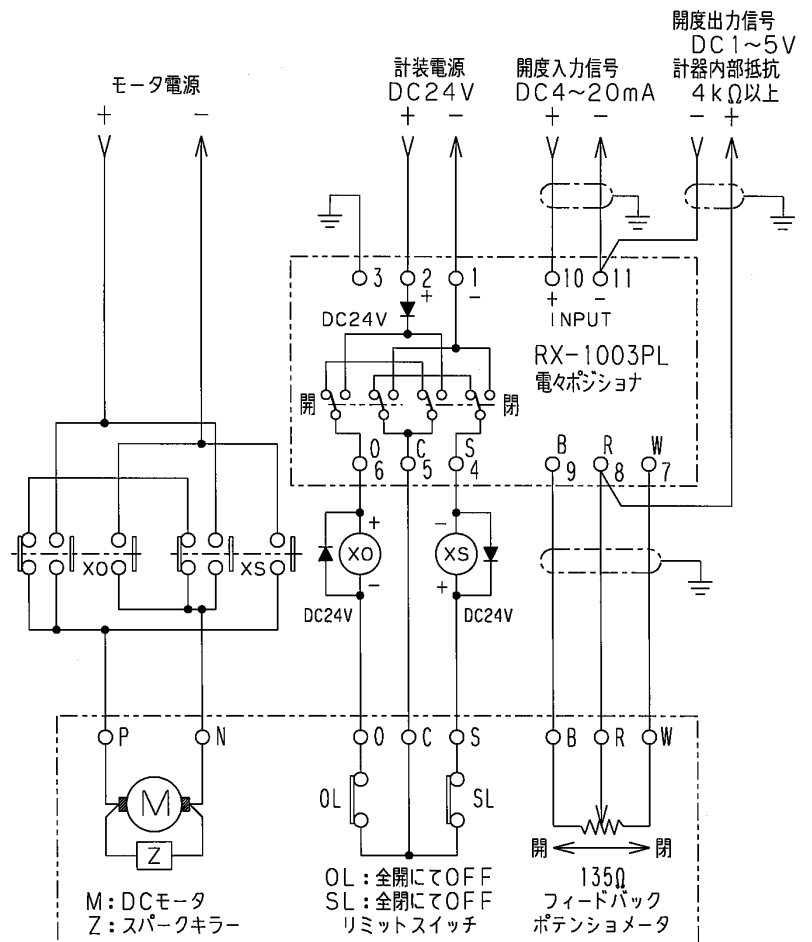 開度出力信号
DC1~5V
モータ電源
計装電源
開度入力信号
計器内部抵抗
DC24V
DC4~20mA
4kΩ以上
+ −
+ −
+ −
− +
3 2 1 10 11
+ −
+ −
DC24V
INPUT
RX-1003PL
電々ポジショナ
開
閉
O C S B R W
6 5 4 9 8 7
+
−
XO
XS
XO
XS
−
+
DC24V
DC24V
P N O C S B R W
M
OL
SL
Z
開
閉
OL:全開にてOFF
135Ω
M:DCモータ
SL:全閉にてOFF
フィードバック
Z:スパークキラー
リミットスイッチ
ポテンショメータ